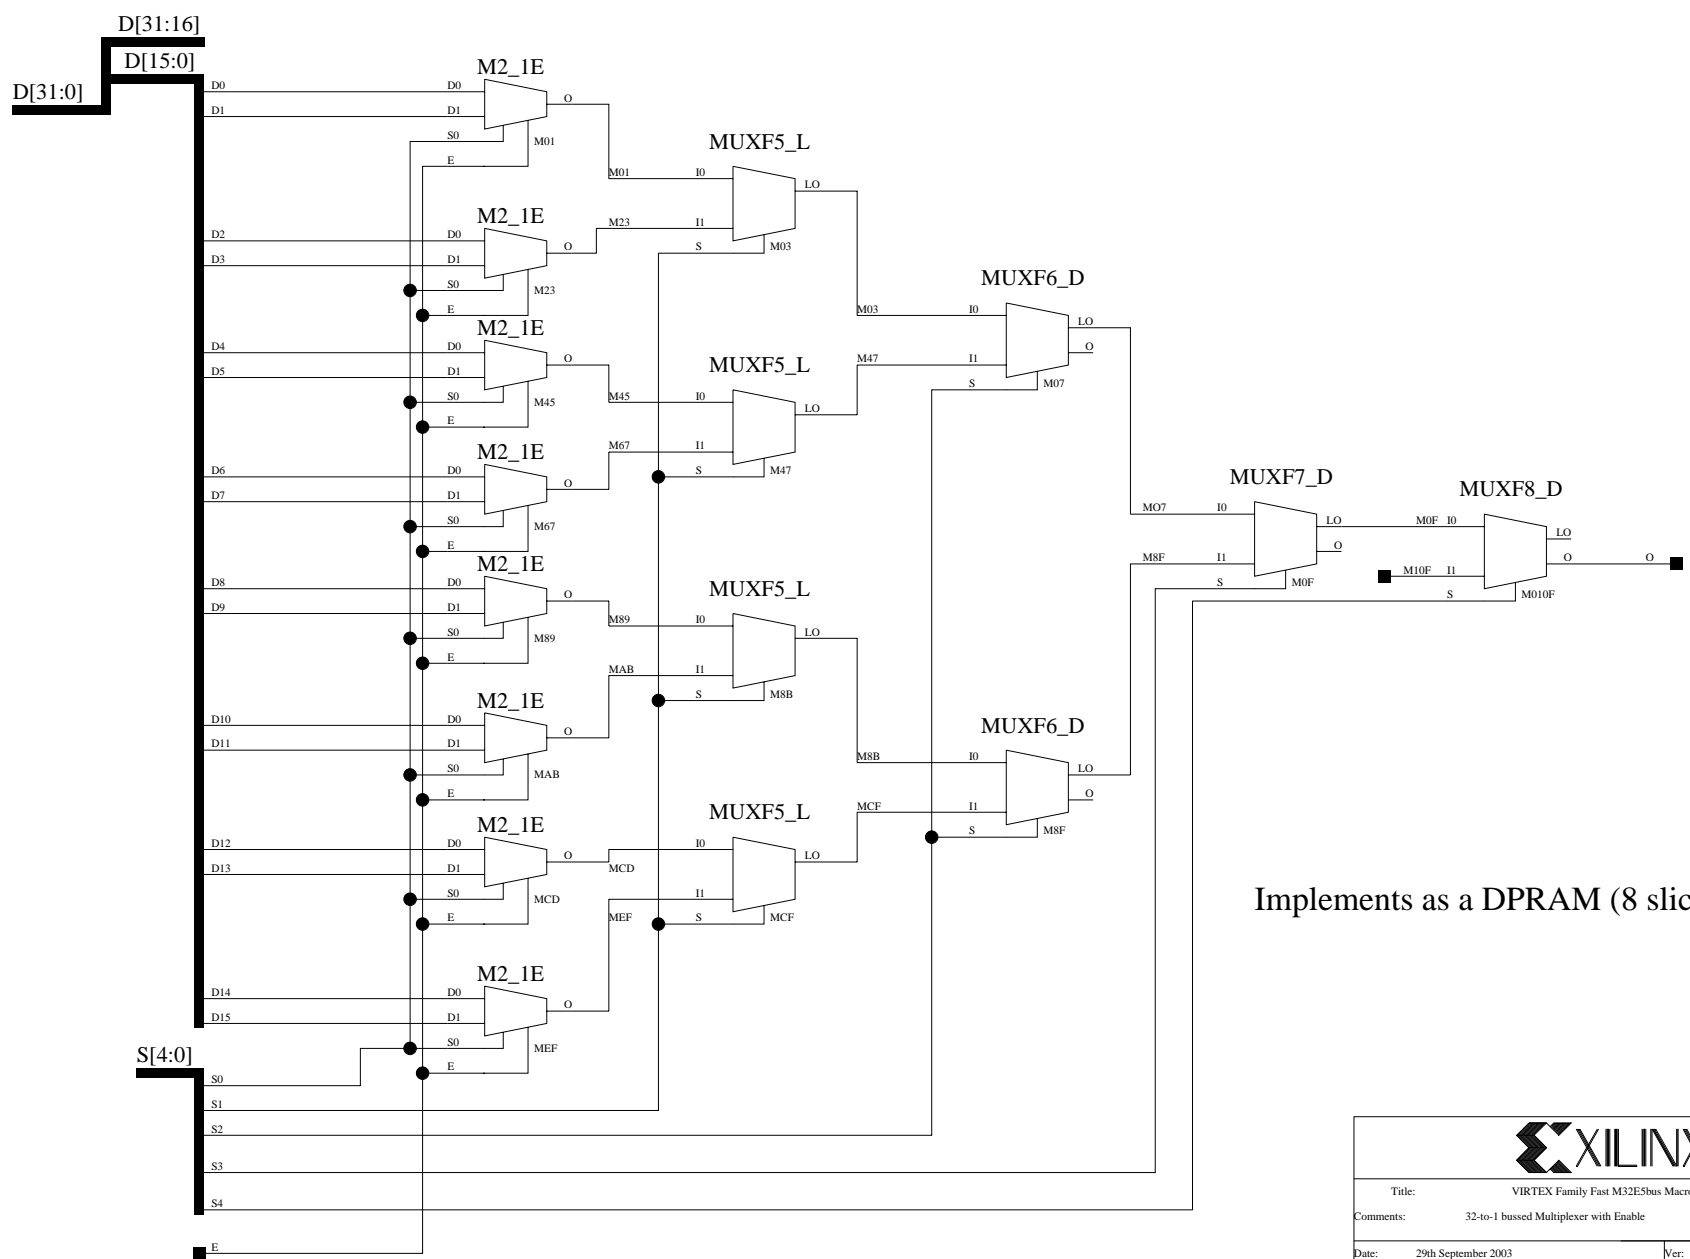 D[31:16]
D[15:0]
D[31:0]
M2_1E
D0 D0 O
D1 D1
S0 M01
E
MUXF5_L
M01 I0 LO
M23 I1
S M03
M2_1E
D2 D0 O
D3 D1
S0 M23
E
MUXF6_D
M03 I0 LO
M47 I1 O
S M07
M2_1E
D4 D0 O
D5 D1
S0 M45
E
MUXF5_L
M45 I0 LO
M67 I1
S M47
M2_1E
D6 D0 O
D7 D1
S0 M67
E
MUXF7_D
MO7 I0 LO
M8F I1 O
S M0F
MUXF8_D
M0F I0 LO
M10F I1 O O
S M010F
M2_1E
D8 D0 O
D9 D1
S0 M89
E
MUXF5_L
M89 I0 LO
MAB I1
S M8B
M2_1E
D10 D0 O
D11 D1
S0 MAB
E
MUXF6_D
M8B I0 LO
MCF I1 O
S M8F
M2_1E
D12 D0 O
D13 D1
S0 MCD
E
MUXF5_L
MCD I0 LO
MEF I1
S MCF
Implements as a DPRAM (8 slic
M2_1E
D14 D0 O
D15 D1
S0 MEF
E
S[4:0]
S0
S1
S2
S3
S4
E
XILINX
Title: VIRTEX Family Fast M32E5bus Macro
Comments: 32-to-1 bussed Multiplexer with Enable
Date: 29th September 2003 Ver: